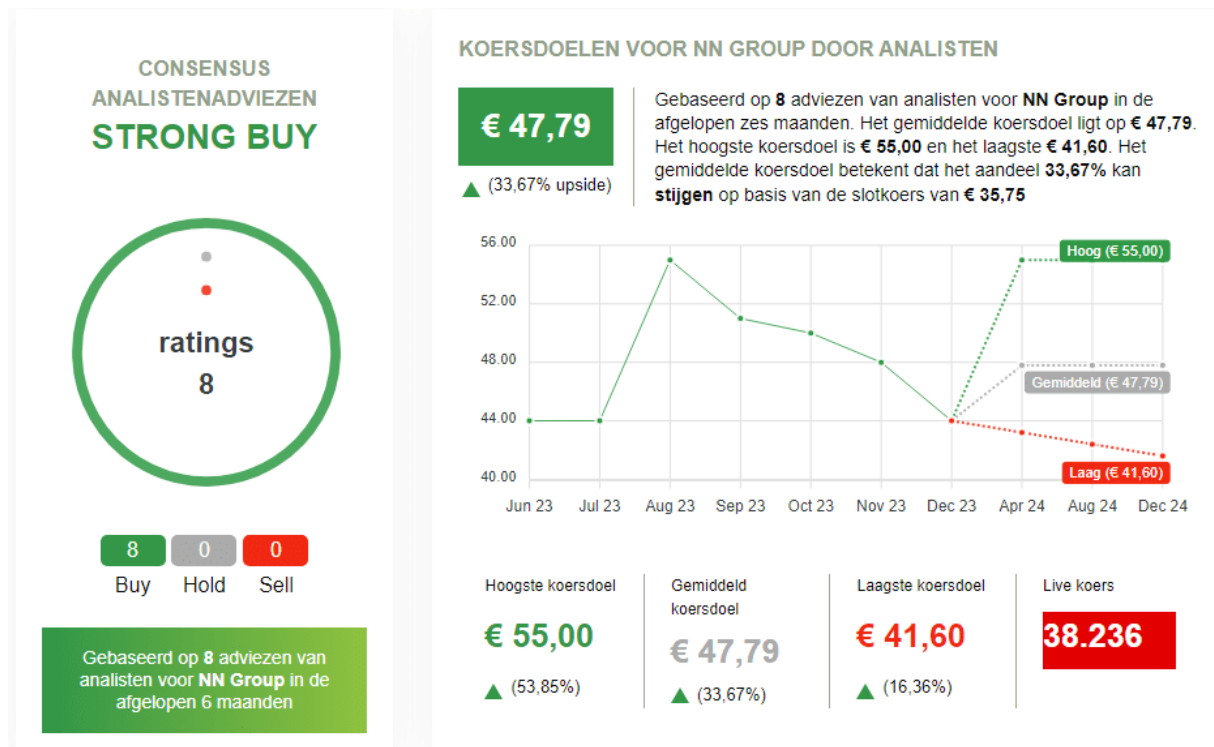 CONSENSUS
ANALISTENADVIEZEN
STRONG BUY
ratings
8
8 0 0
Buy Hold Sell
Gebaseerd op 8 adviezen van
analisten voor NN Group in de
afgelopen 6 maanden
KOERSDOELEN VOOR NN GROUP DOOR ANALISTEN
€ 47,79
(33,67% upside)
Gebaseerd op 8 adviezen van analisten voor NN Group in de
afgelopen zes maanden. Het gemiddelde koersdoel ligt op € 47,79.
Het hoogste koersdoel is € 55,00 en het laagste € 41,60. Het
gemiddelde koersdoel betekent dat het aandeel 33,67% kan
stijgen op basis van de slotkoers van € 35,75
56.00
52.00
48.00
44.00
40.00
Hoog (€ 55,00)
Gemiddeld (€ 47,79)
Laag (€ 41,60)
Jun 23 Jul 23 Aug 23 Sep 23 Oct 23 Nov 23 Dec 23 Apr 24 Aug 24 Dec 24
Hoogste koersdoel
€ 55,00
(53,85%)
Gemiddeld
koersdoel
€ 47,79
(33,67%)
Laagste koersdoel
€ 41,60
(16,36%)
Live koers
38.236